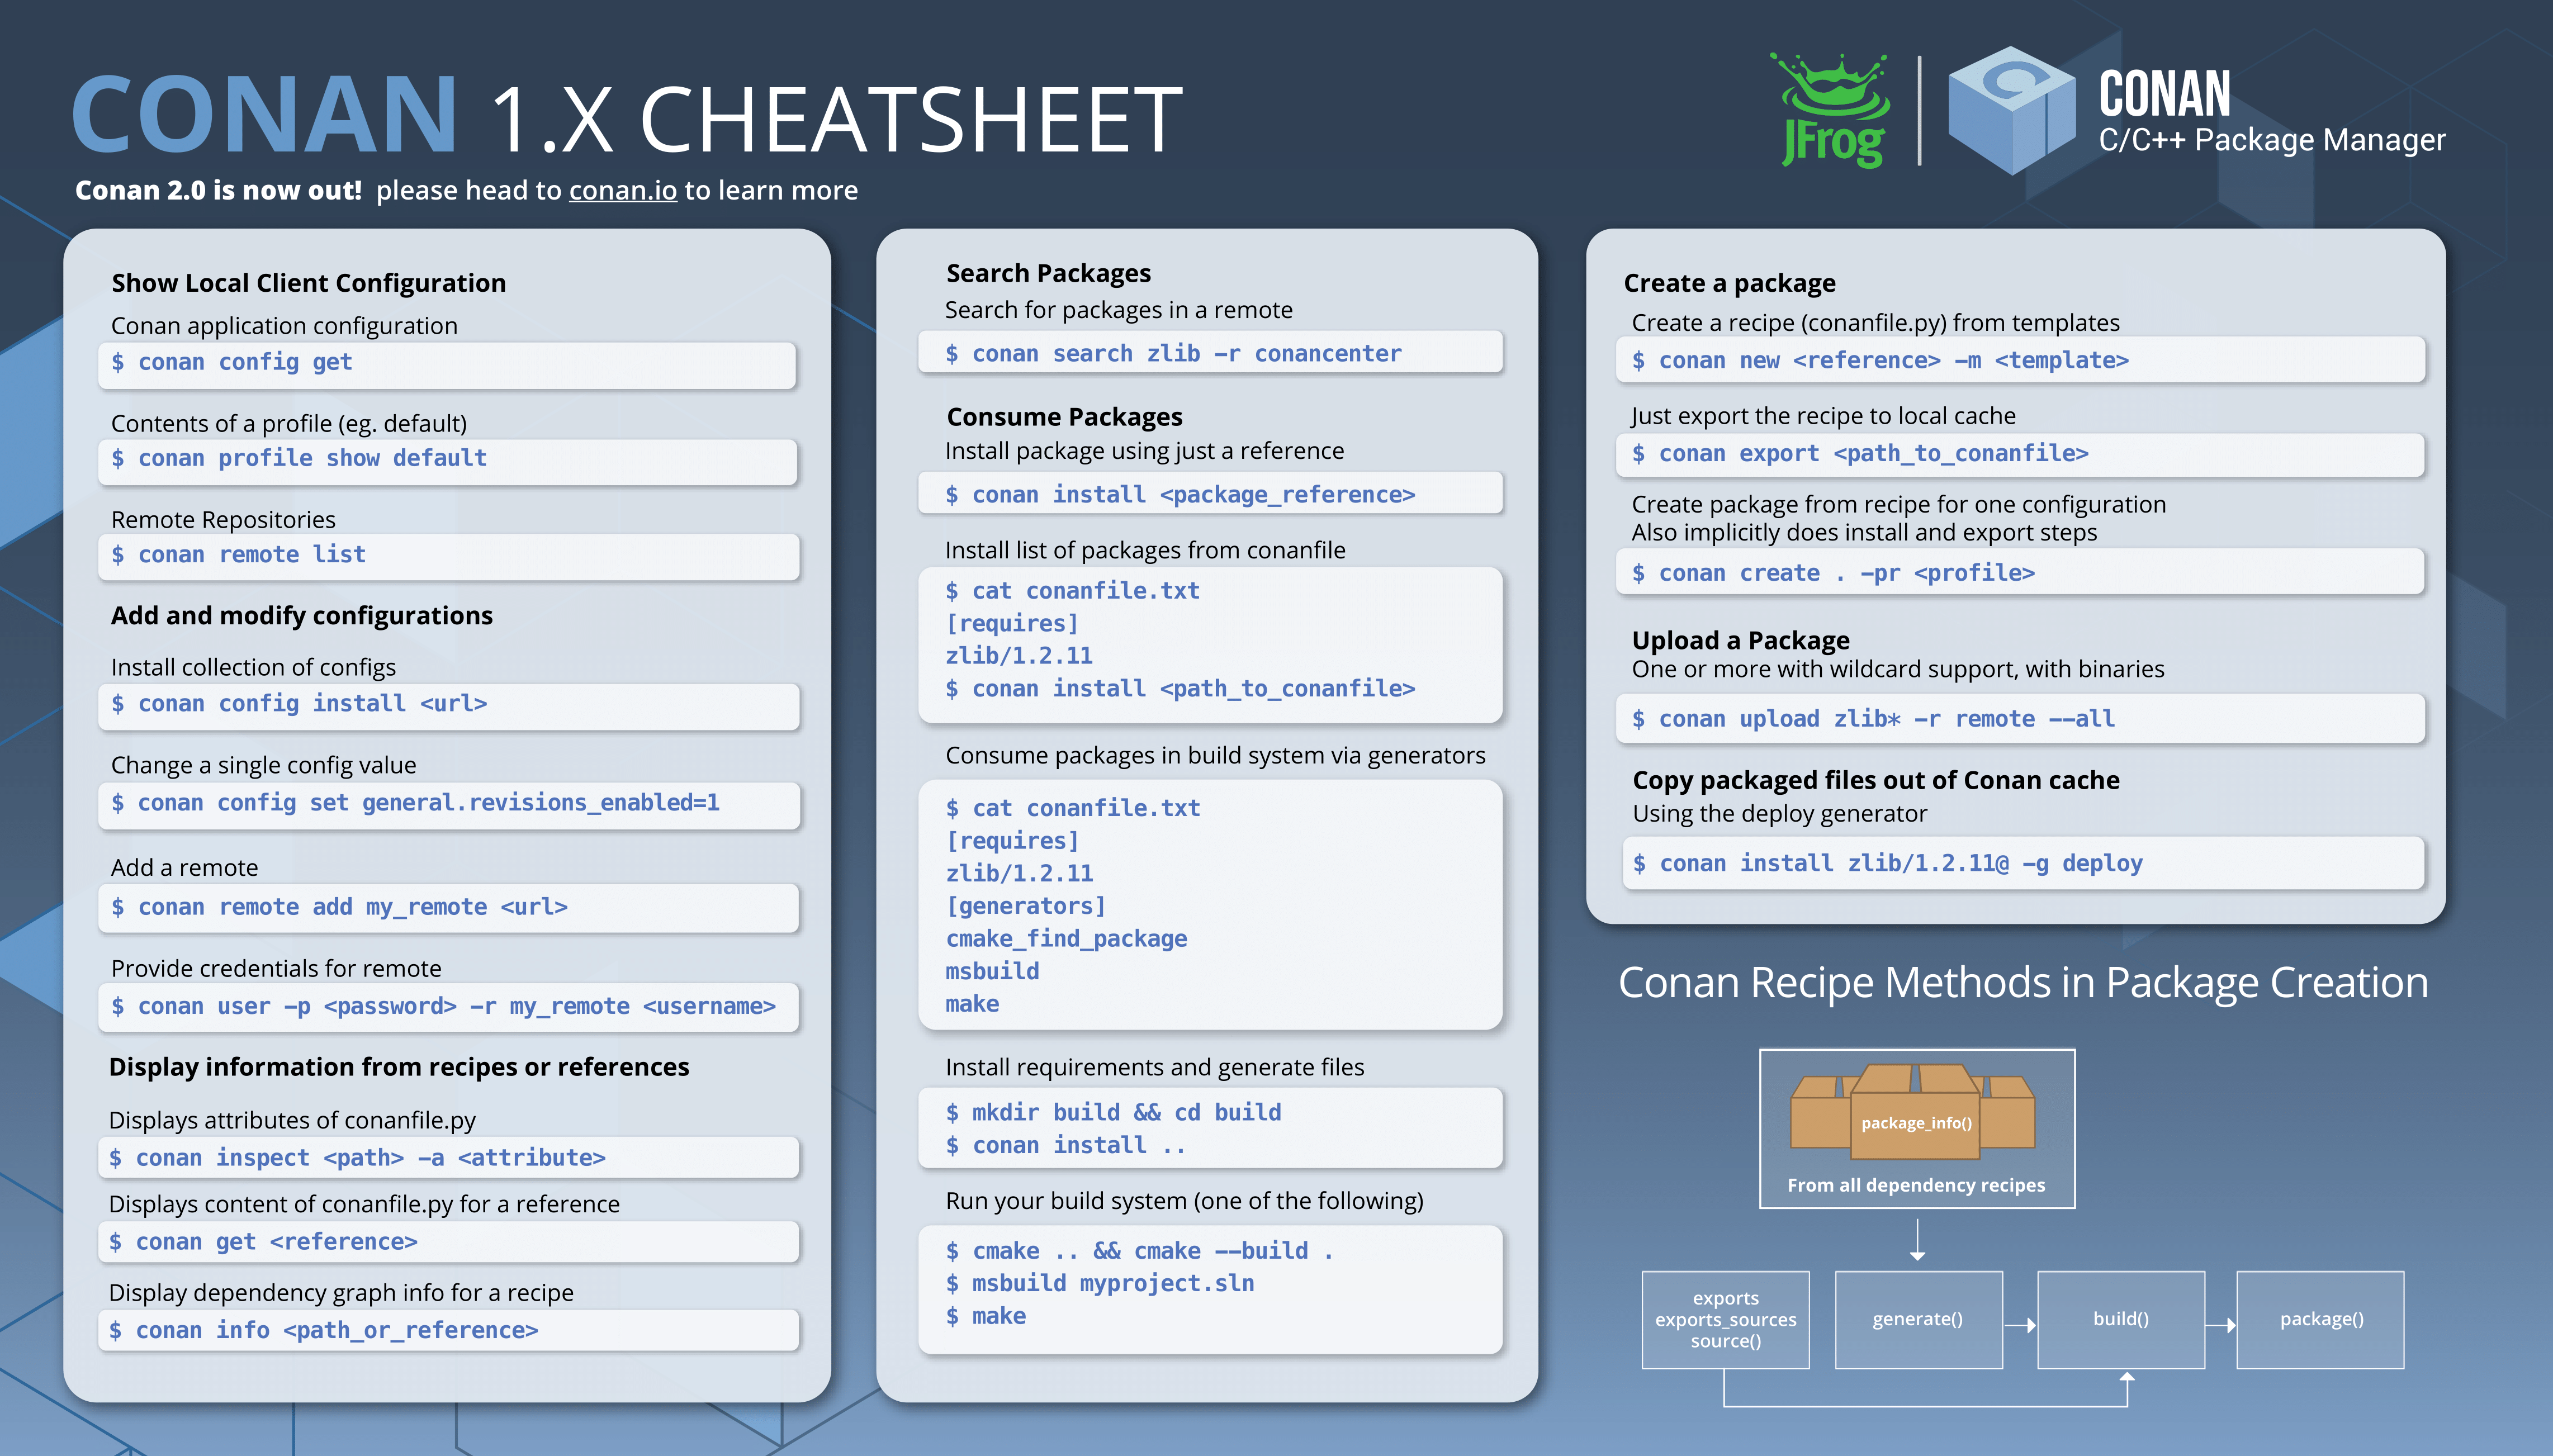 CONAN 1.X CHEATSHEET
Conan 2.0 is now out! please head to conan.io to learn more
JFrog
CONAN
C/C++ Package Manager
Show Local Client Configuration
Conan application configuration
$ conan config get
Contents of a profile (eg. default)
$ conan profile show default
Remote Repositories
$ conan remote list
Add and modify configurations
Install collection of configs
$ conan config install <url>
Change a single config value
$ conan config set general.revisions_enabled=1
Add a remote
$ conan remote add my_remote <url>
Provide credentials for remote
$ conan user –p <password> –r my_remote <username>
Display information from recipes or references
Displays attributes of conanfile.py
$ conan inspect <path> –a <attribute>
Displays content of conanfile.py for a reference
$ conan get <reference>
Display dependency graph info for a recipe
$ conan info <path_or_reference>
Search Packages
Search for packages in a remote
$ conan search zlib –r conancenter
Consume Packages
Install package using just a reference
$ conan install <package_reference>
Install list of packages from conanfile
$ cat conanfile.txt
[requires]
zlib/1.2.11
$ conan install <path_to_conanfile>
Consume packages in build system via generators
$ cat conanfile.txt
[requires]
zlib/1.2.11
[generators]
cmake_find_package
msbuild
make
Install requirements and generate files
$ mkdir build && cd build
$ conan install ..
Run your build system (one of the following)
$ cmake .. && cmake ––build .
$ msbuild myproject.sln
$ make
Create a package
Create a recipe (conanfile.py) from templates
$ conan new <reference> –m <template>
Just export the recipe to local cache
$ conan export <path_to_conanfile>
Create package from recipe for one configuration
Also implicitly does install and export steps
$ conan create . –pr <profile>
Upload a Package
One or more with wildcard support, with binaries
$ conan upload zlib* –r remote ––all
Copy packaged files out of Conan cache
Using the deploy generator
$ conan install zlib/1.2.11@ –g deploy
Conan Recipe Methods in Package Creation
package_info()
From all dependency recipes
exports
exports_sources
source()
generate()
build()
package()